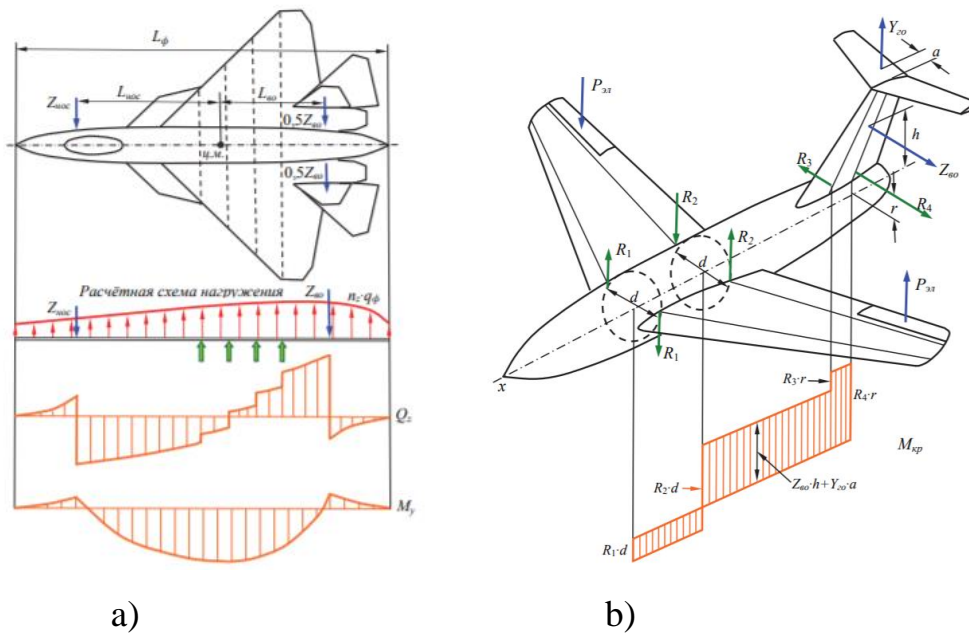 L_ф
Z_нос
L_нос
L_во
0,5Z_во
ц.м.
0,5Z_во
Расчётная схема нагружения
Z_нос
Z_во
n_z·q_ф
Q_z
M_y
a)
Y_го
a
P_эл
h
Z_во
R_3
R_4
r
R_2
R_2
R_1
d
d
R_1
P_эл
x
R_3·r
R_4·r
M_кр
R_2·d
Z_во·h+Y_го·a
R_1·d
b)